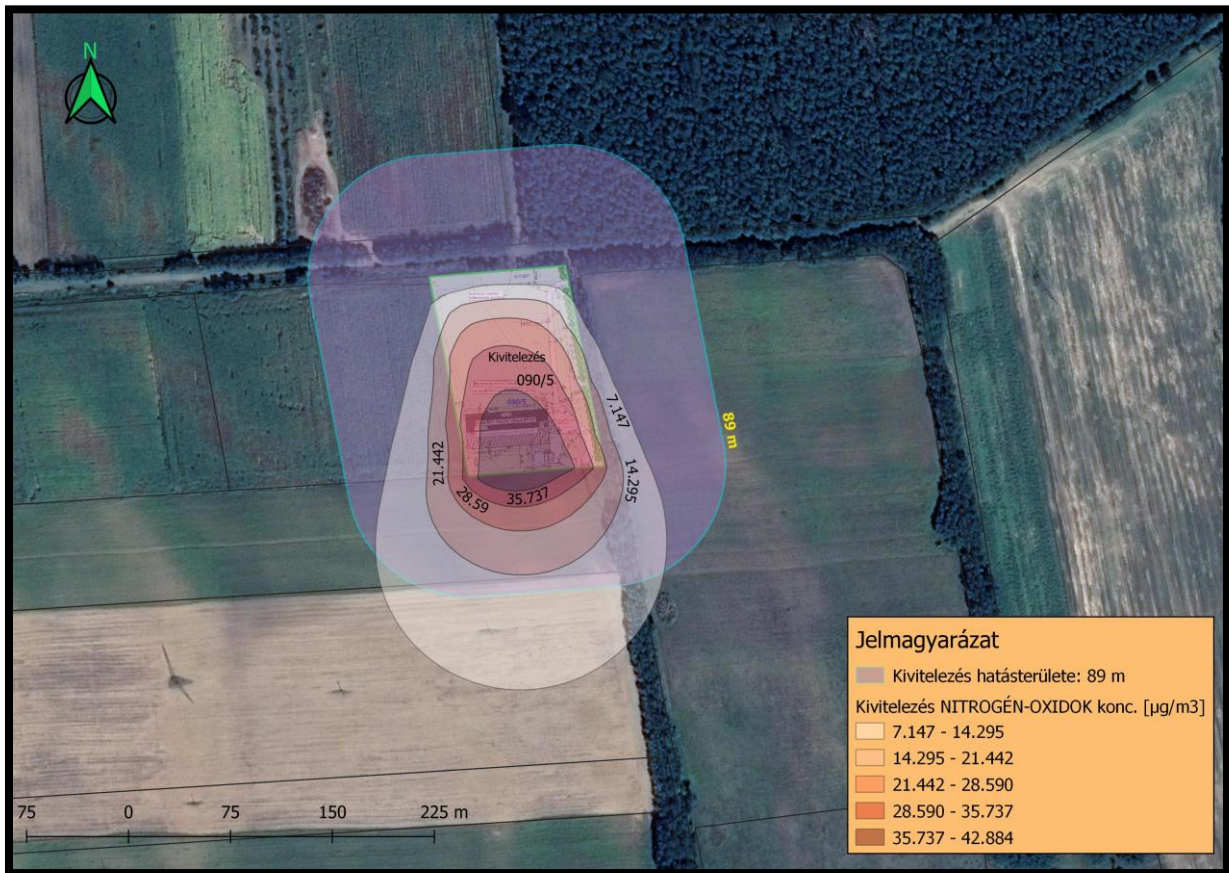 N
Kivitelezés
090/5
7.147
89 m
21.442
14.295
28.59
35.737
Jelmagyarázat
Kivitelezés hatásterülete: 89 m
Kivitelezés NITROGÉN-OXIDOK konc. [µg/m3]
7.147 - 14.295
14.295 - 21.442
21.442 - 28.590
28.590 - 35.737
35.737 - 42.884
75 0 75 150 225 m